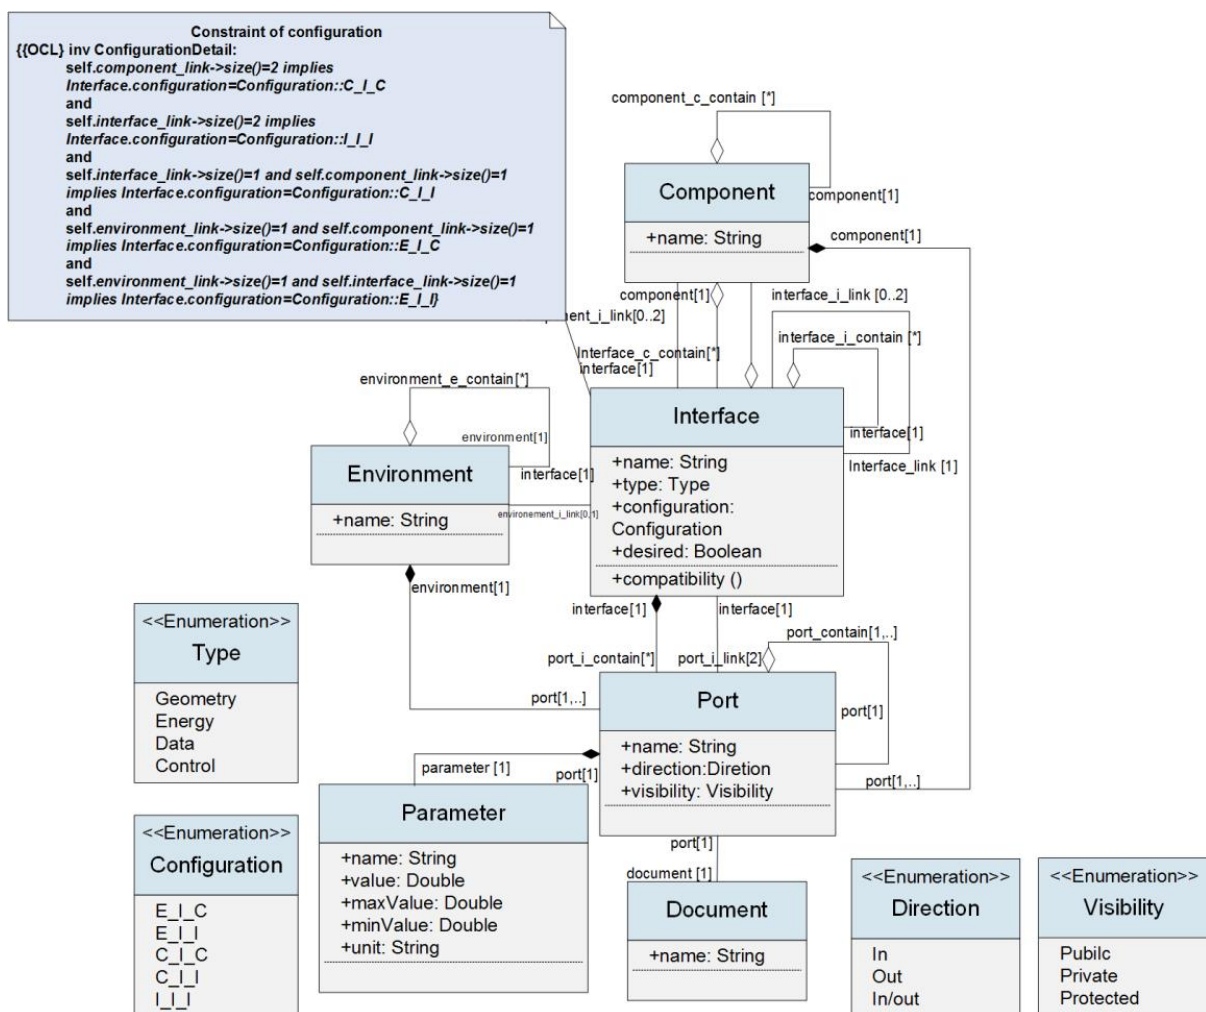 Constraint of configuration
{{OCL} inv ConfigurationDetail:
self.component_link->size()=2 implies
Interface.configuration=Configuration::C_I_C
and
self.interface_link->size()=2 implies
Interface.configuration=Configuration::I_I_I
and
self.interface_link->size()=1 and self.component_link->size()=1
implies Interface.configuration=Configuration::C_I_I
and
self.environment_link->size()=1 and self.component_link->size()=1
implies Interface.configuration=Configuration::E_I_C
and
self.environment_link->size()=1 and self.interface_link->size()=1
implies Interface.configuration=Configuration::E_I_I}
component_c_contain [*]
Component
component[1]
+name: String
component[1]
component[1]
interface_i_link [0..2]
nent_i_link[0..2]
interface_i_contain [*]
Interface_c_contain[*]
interface[1]
environment_e_contain[*]
Interface
interface[1]
environment[1]
Interface_link [1]
Environment
interface[1]
+name: String
+type: Type
+configuration:
Configuration
+desired: Boolean
+name: String
environement_i_link[0,1]
+compatibility ()
environment[1]
interface[1]
interface[1]
<<Enumeration>>
Type
Geometry
Energy
Data
Control
port_contain[1,..]
port_i_contain[*]
port_i_link[2]
port[1,..]
Port
port[1]
+name: String
+direction:Diretion
+visibility: Visibility
parameter [1]
port[1]
port[1,..]
Parameter
+name: String
+value: Double
+maxValue: Double
+minValue: Double
+unit: String
<<Enumeration>>
Configuration
E_I_C
E_I_I
C_I_C
C_I_I
I_I_I
port[1]
document [1]
Document
+name: String
<<Enumeration>>
Direction
In
Out
In/out
<<Enumeration>>
Visibility
Pubilc
Private
Protected